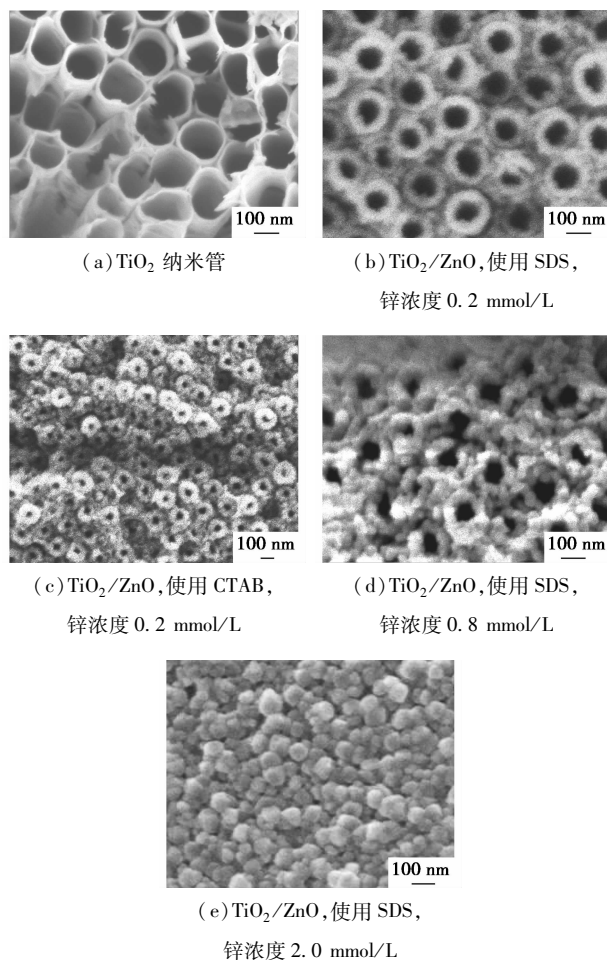 100 nm
100 nm
(a)TiO₂ 纳米管
(b)TiO₂/ZnO,使用 SDS,
锌浓度 0.2 mmol/L
100 nm
100 nm
(c)TiO₂/ZnO,使用 CTAB,
锌浓度 0.2 mmol/L
(d)TiO₂/ZnO,使用 SDS,
锌浓度 0.8 mmol/L
100 nm
(e)TiO₂/ZnO,使用 SDS,
锌浓度 2.0 mmol/L